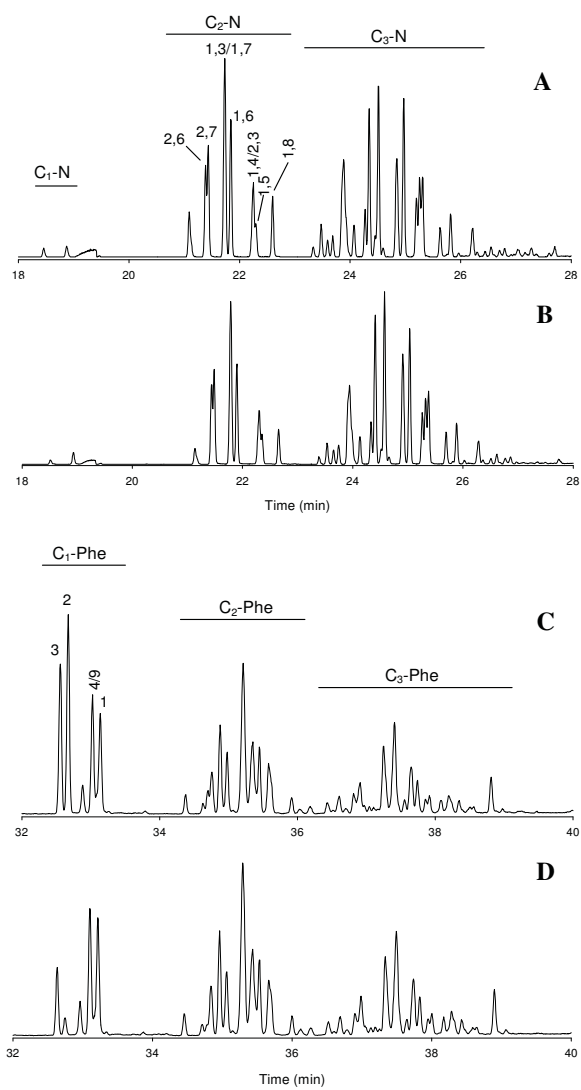 C₂-N
C₃-N
1,3/1,7
A
1,6
2,7
2,6
1,4/2,3
1,5
1,8
C₁-N
18 20 22 24 26 28
B
18 20 22 24 26 28
Time (min)
C₁-Phe
2
C₂-Phe
C
3
4/9
C₃-Phe
1
32 34 36 38 40
D
32 34 36 38 40
Time (min)